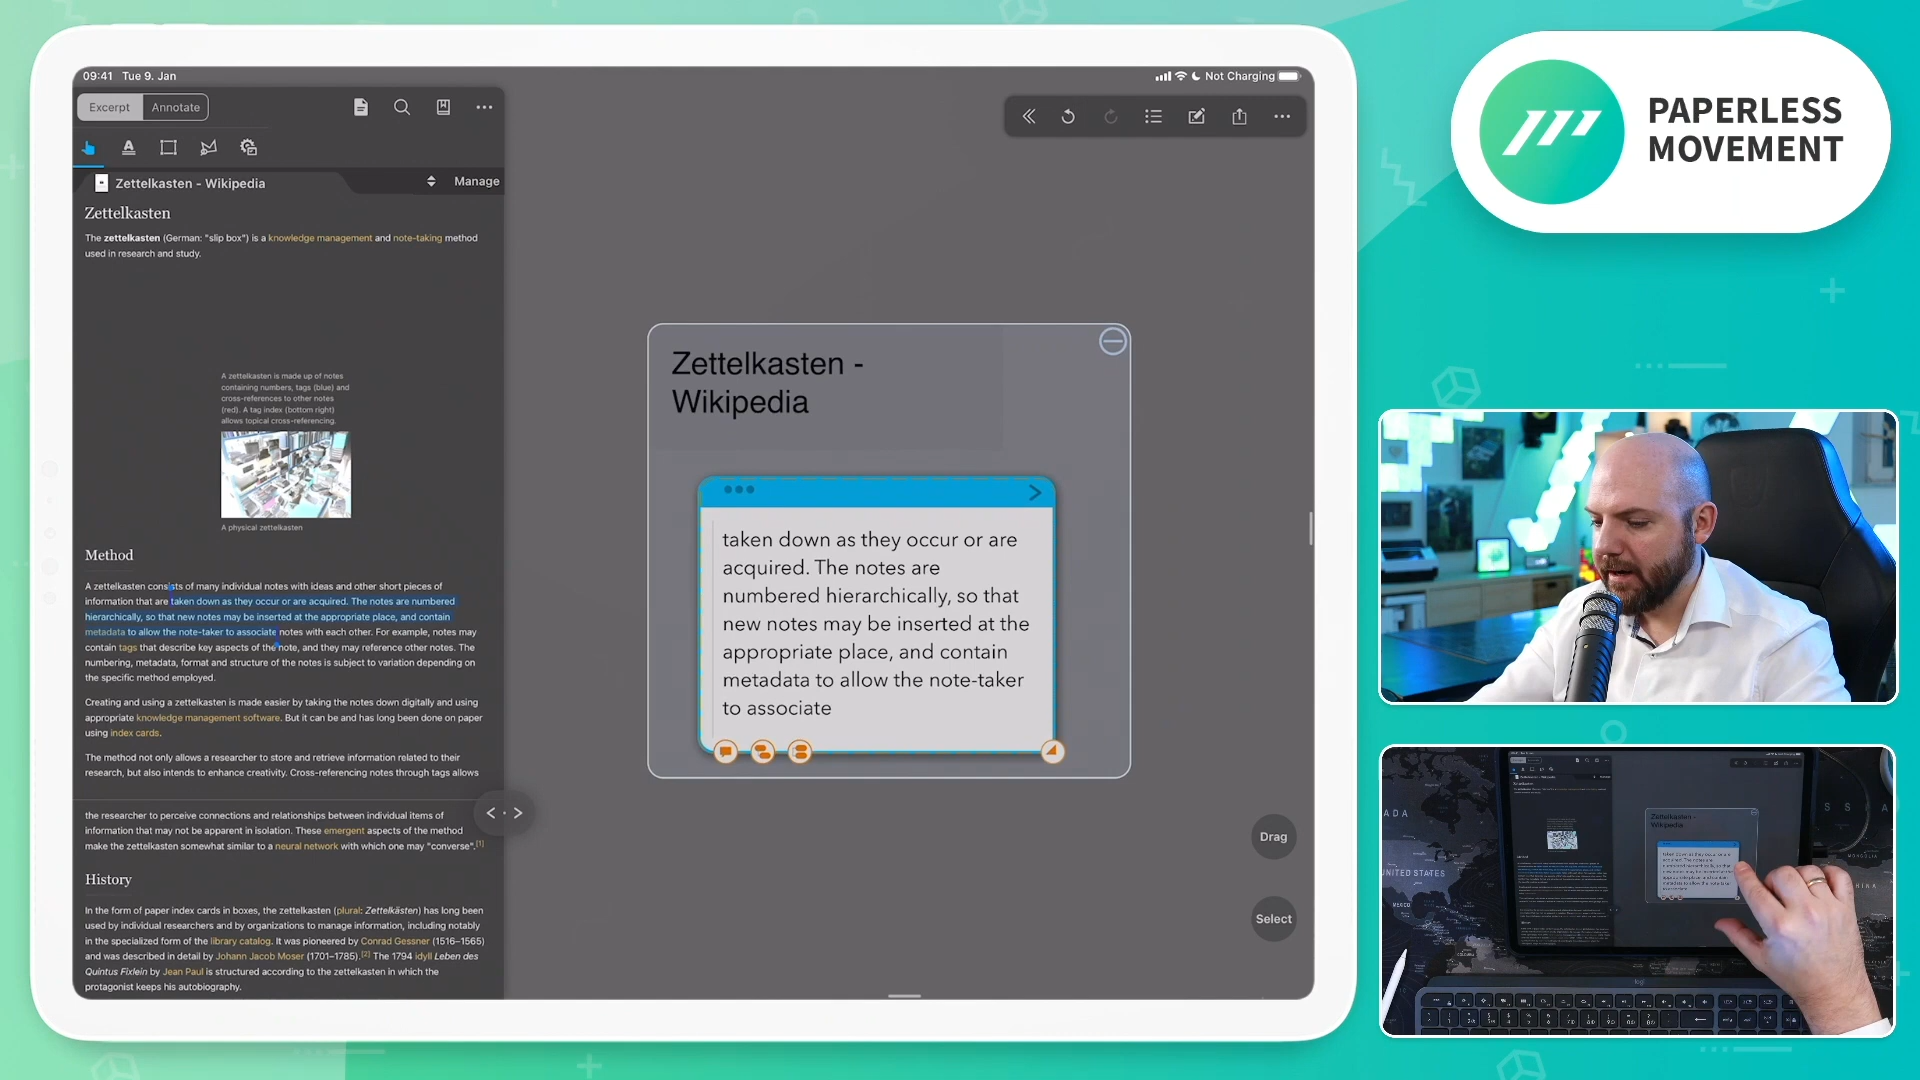 09:41 Tue 9. Jan
Not Charging
Excerpt
Annotate
Zettelkasten - Wikipedia
Manage
Zettelkasten
The zettelkasten (German: "slip box") is a knowledge management and note-taking method
used in research and study.
A zettelkasten is made up of notes
containing numbers, tags (blue) and
cross-references to other notes
(red). A tag index (bottom right)
allows topical cross-referencing.
A physical zettelkasten
Method
A zettelkasten consists of many individual notes with ideas and other short pieces of
information that are taken down as they occur or are acquired. The notes are numbered
hierarchically, so that new notes may be inserted at the appropriate place, and contain
metadata to allow the note-taker to associate notes with each other. For example, notes may
contain tags that describe key aspects of the note, and they may reference other notes. The
numbering, metadata, format and structure of the notes is subject to variation depending on
the specific method employed.
Creating and using a zettelkasten is made easier by taking the notes down digitally and using
appropriate knowledge management software. But it can be and has long been done on paper
using index cards.
The method not only allows a researcher to store and retrieve information related to their
research, but also intends to enhance creativity. Cross-referencing notes through tags allows
the researcher to perceive connections and relationships between individual items of
information that may not be apparent in isolation. These emergent aspects of the method
make the zettelkasten somewhat similar to a neural network with which one may "converse".[1]
History
In the form of paper index cards in boxes, the zettelkasten (plural: Zettelkästen) has long been
used by individual researchers and by organizations to manage information, including notably
in the specialized form of the library catalog. It was pioneered by Conrad Gessner (1516–1565)
and was described in detail by Johann Jacob Moser (1701–1785).[2] The 1794 idyll Leben des
Quintus Fixlein by Jean Paul is structured according to the zettelkasten in which the
protagonist keeps his autobiography.
Zettelkasten -
Wikipedia
taken down as they occur or are
acquired. The notes are
numbered hierarchically, so that
new notes may be inserted at the
appropriate place, and contain
metadata to allow the note-taker
to associate
Drag
Select
PAPERLESS
MOVEMENT
Zettelkasten -
Wikipedia
UNITED STATES